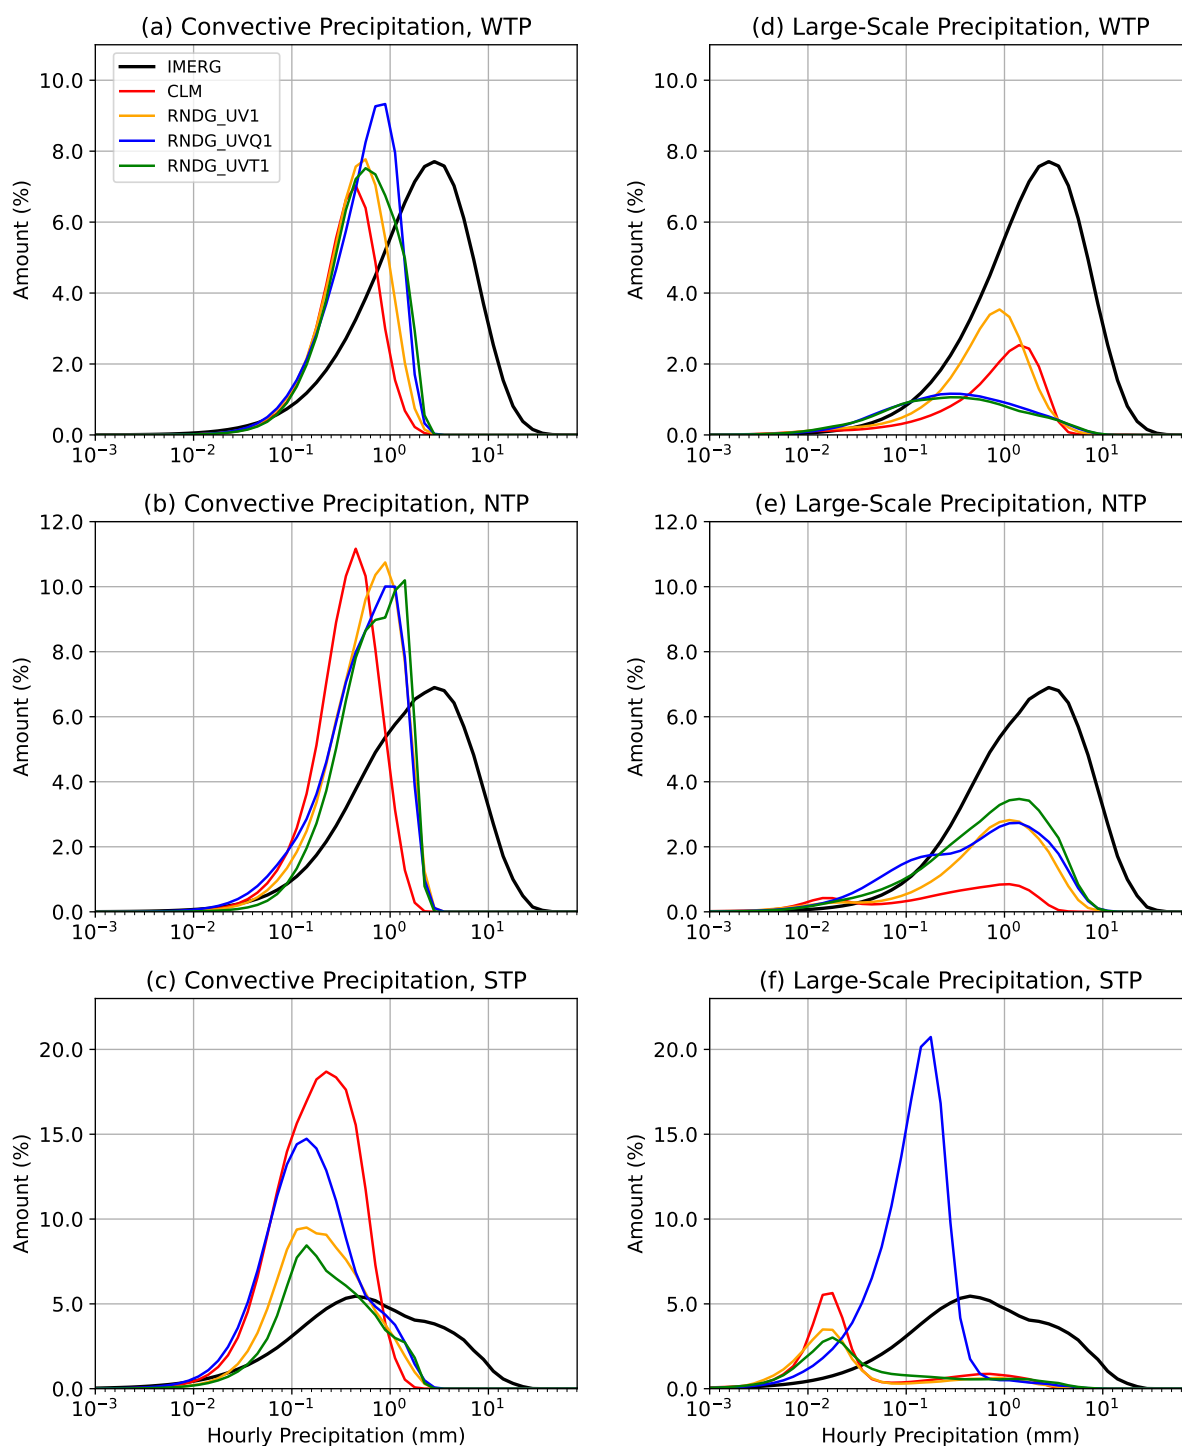 (a) Convective Precipitation, WTP
Amount (%)
10.0
8.0
6.0
4.0
2.0
0.0
IMERG
CLM
RNDG_UV1
RNDG_UVQ1
RNDG_UVT1
10⁻³ 10⁻² 10⁻¹ 10⁰ 10¹
(d) Large-Scale Precipitation, WTP
Amount (%)
10.0
8.0
6.0
4.0
2.0
0.0
10⁻³ 10⁻² 10⁻¹ 10⁰ 10¹
(b) Convective Precipitation, NTP
Amount (%)
12.0
10.0
8.0
6.0
4.0
2.0
0.0
10⁻³ 10⁻² 10⁻¹ 10⁰ 10¹
(e) Large-Scale Precipitation, NTP
Amount (%)
12.0
10.0
8.0
6.0
4.0
2.0
0.0
10⁻³ 10⁻² 10⁻¹ 10⁰ 10¹
(c) Convective Precipitation, STP
Amount (%)
20.0
15.0
10.0
5.0
0.0
10⁻³ 10⁻² 10⁻¹ 10⁰ 10¹
Hourly Precipitation (mm)
(f) Large-Scale Precipitation, STP
Amount (%)
20.0
15.0
10.0
5.0
0.0
10⁻³ 10⁻² 10⁻¹ 10⁰ 10¹
Hourly Precipitation (mm)